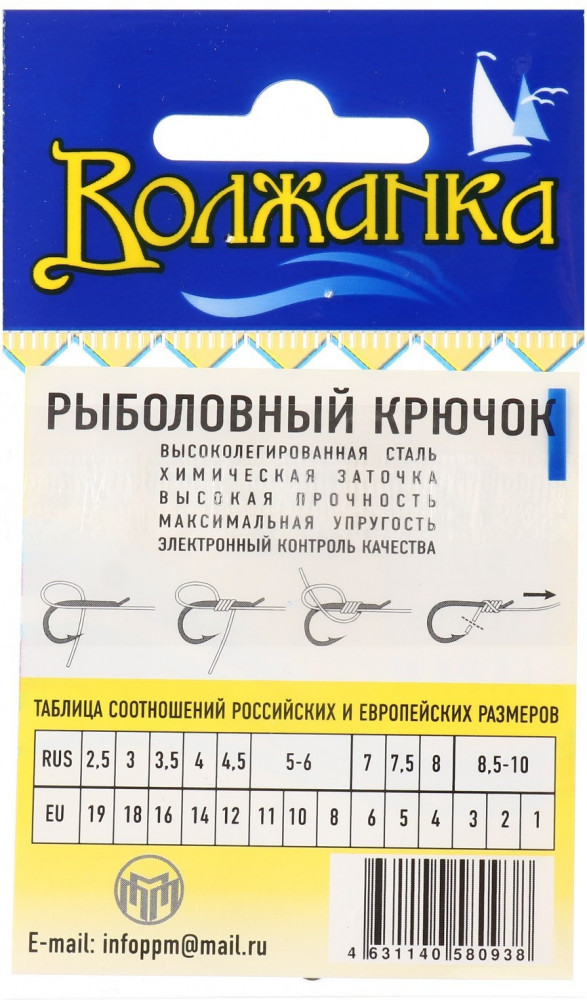 Волжанка
РЫБОЛОВНЫЙ КРЮЧОК
ВЫСОКОЛЕГИРОВАННАЯ СТАЛЬ
ХИМИЧЕСКАЯ ЗАТОЧКА
ВЫСОКАЯ ПРОЧНОСТЬ
МАКСИМАЛЬНАЯ УПРУГОСТЬ
ЭЛЕКТРОННЫЙ КОНТРОЛЬ КАЧЕСТВА
ТАБЛИЦА СООТНОШЕНИЙ РОССИЙСКИХ И ЕВРОПЕЙСКИХ РАЗМЕРОВ
RUS 2,5 3 3,5 4 4,5 5-6 7 7,5 8 8,5-10
EU 19 18 16 14 12 11 10 8 6 5 4 3 2 1
E-mail: infoppm@mail.ru
4 631140 580938